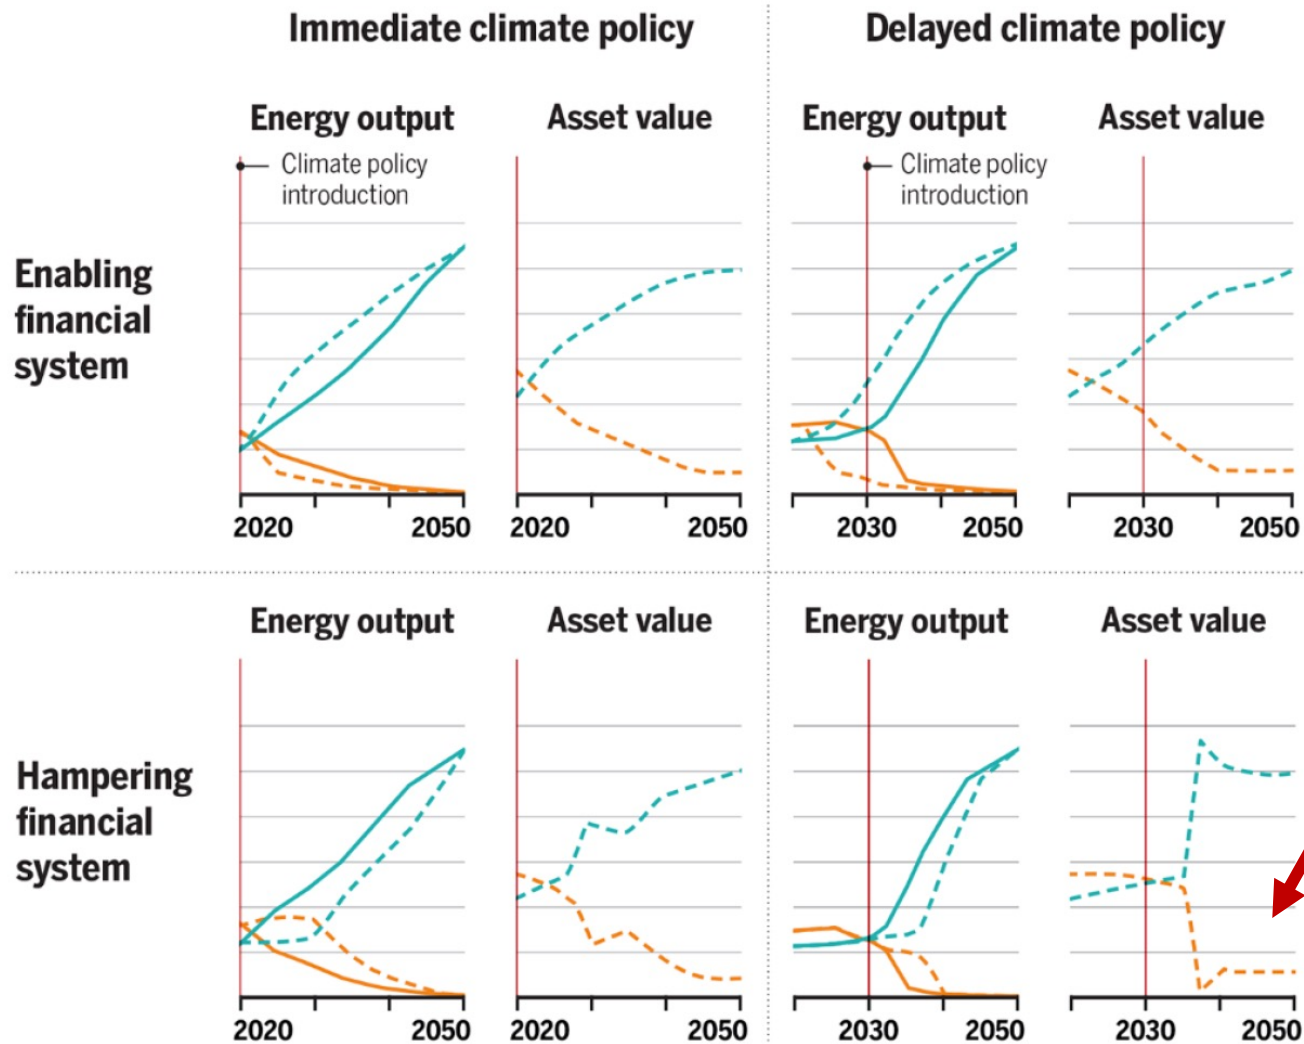 Immediate climate policy
Delayed climate policy
Energy output
Asset value
Energy output
Asset value
Climate policy
introduction
Climate policy
introduction
Enabling
financial
system
2020
2050
2020
2050
2030
2050
2030
2050
Energy output
Asset value
Energy output
Asset value
Hampering
financial
system
2020
2050
2020
2050
2030
2050
2030
2050